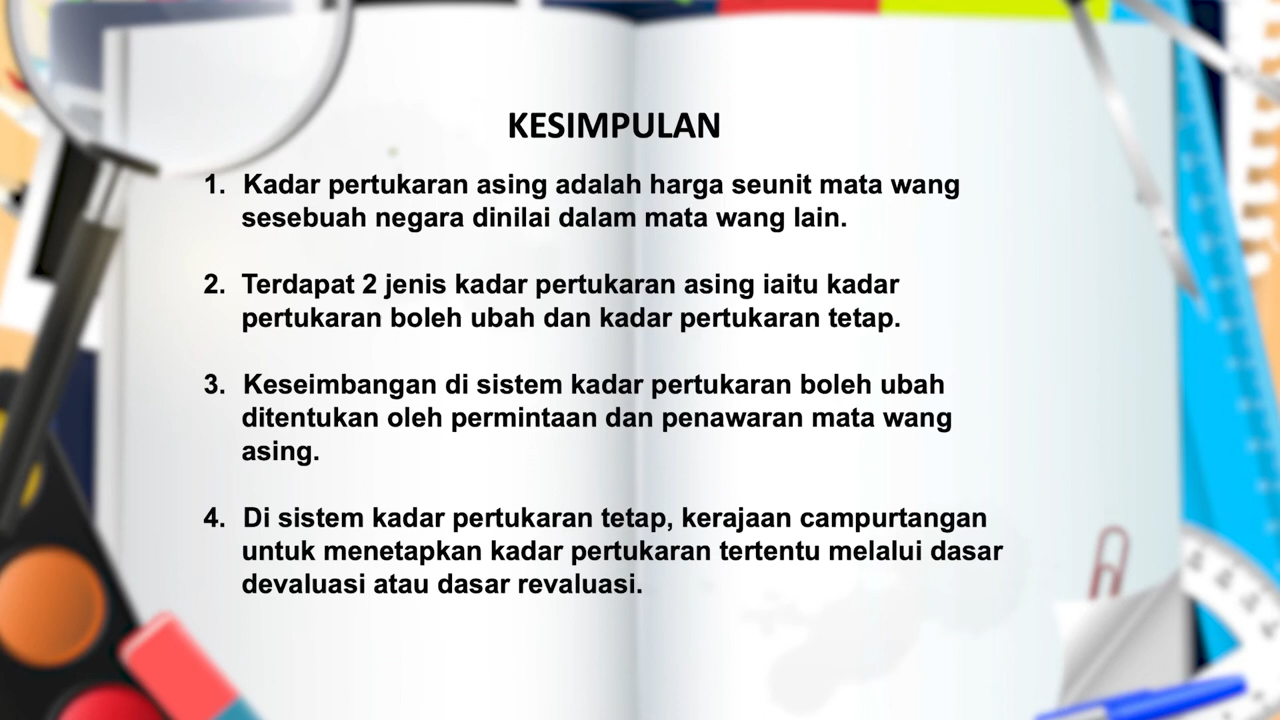 KESIMPULAN
1. Kadar pertukaran asing adalah harga seunit mata wang
sesebuah negara dinilai dalam mata wang lain.
2. Terdapat 2 jenis kadar pertukaran asing iaitu kadar
pertukaran boleh ubah dan kadar pertukaran tetap.
3. Keseimbangan di sistem kadar pertukaran boleh ubah
ditentukan oleh permintaan dan penawaran mata wang
asing.
4. Di sistem kadar pertukaran tetap, kerajaan campurtangan
untuk menetapkan kadar pertukaran tertentu melalui dasar
devaluasi atau dasar revaluasi.